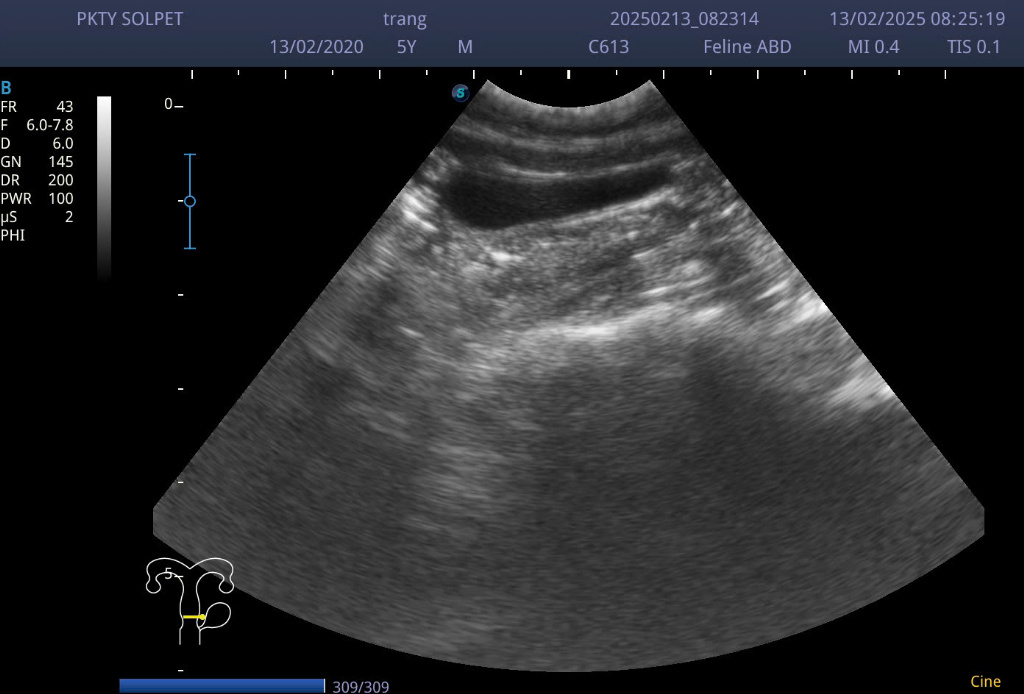 PKTY SOLPET trang 20250213_082314 13/02/2025 08:25:19
13/02/2020 5Y M C613 Feline ABD MI 0.4 TIS 0.1
B
S
FR 43
0
F 6.0-7.8
D 6.0
GN 145
DR 200
PWR 100
µS 2
PHI
5
309/309
Cine